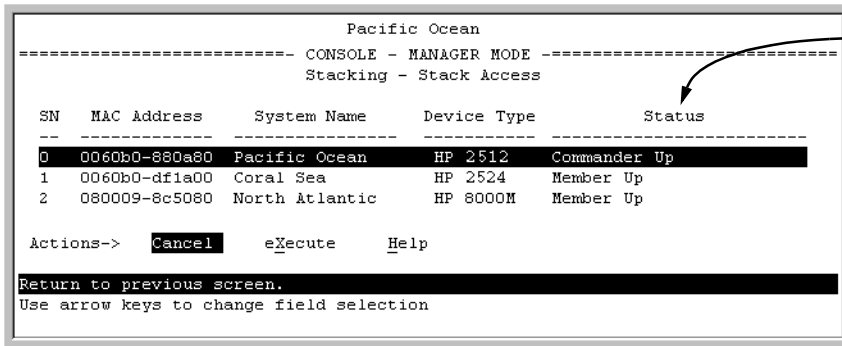 Pacific Ocean
==========================- CONSOLE - MANAGER MODE -============================
Stacking - Stack Access
SN MAC Address System Name Device Type Status
-- ------------- ---------------- ----------- -------------------------
0 0060b0-880a80 Pacific Ocean HP 2512 Commander Up
1 0060b0-df1a00 Coral Sea HP 2524 Member Up
2 080009-8c5080 North Atlantic HP 8000M Member Up
Actions-> Cancel eXecute Help
Return to previous screen.
Use arrow keys to change field selection